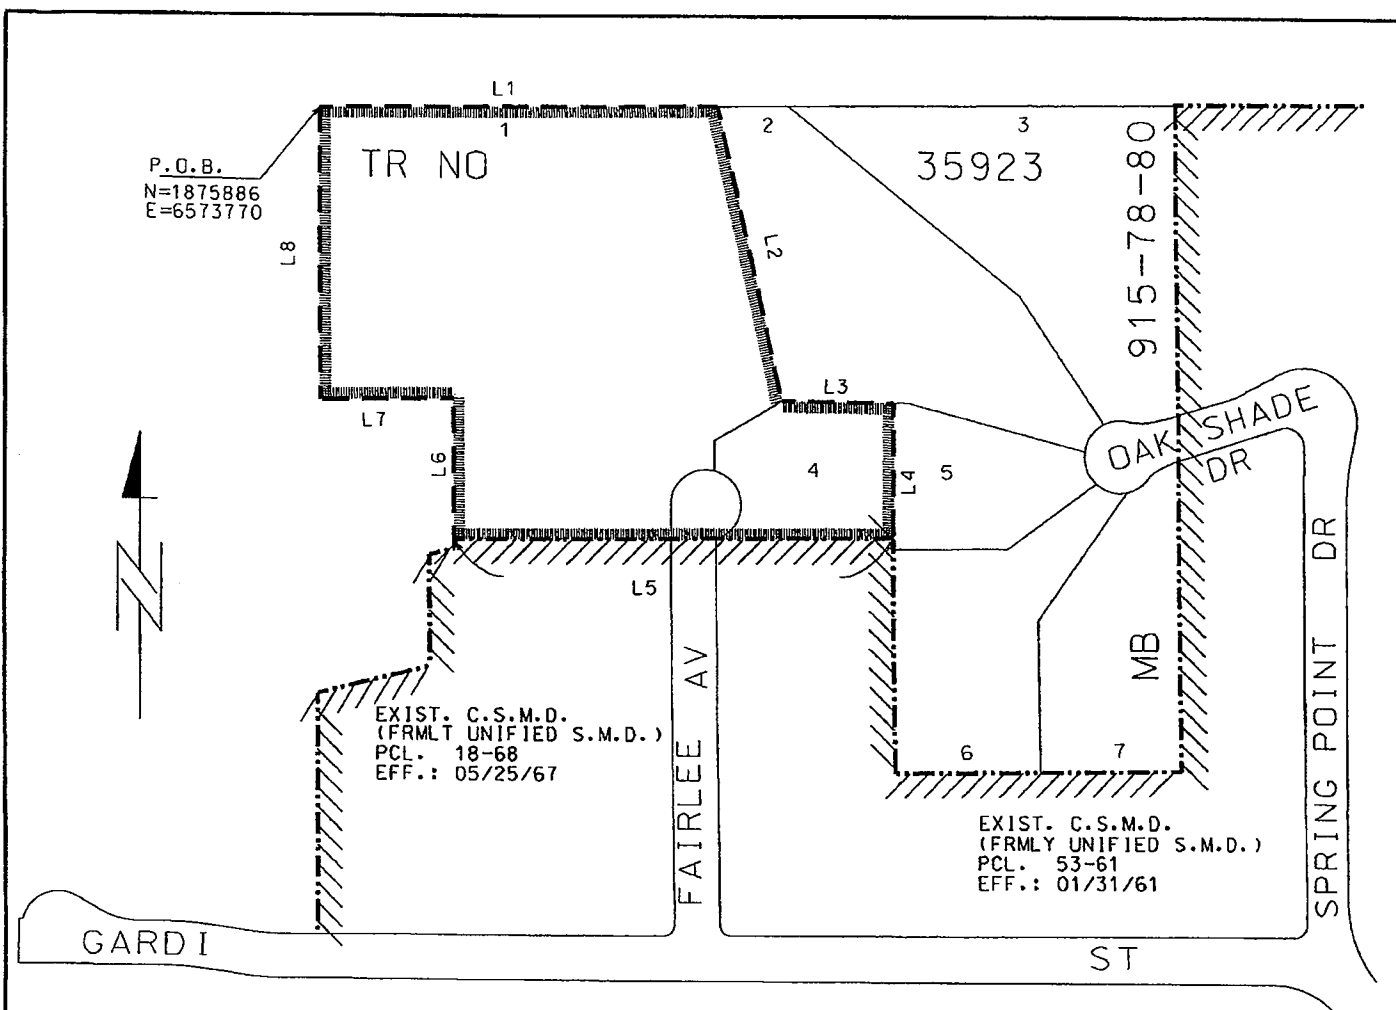 L1
1
2
3
TR NO
35923
P.O.B.
N=1875886
E=6573770
915-78-80
L8
L2
L3
L7
L6
4
L4
5
OAK SHADE
DR
L5
FAIRLEE AV
MB
SPRING POINT DR
EXIST. C.S.M.D.
(FRMLT UNIFIED S.M.D.)
PCL. 18-68
EFF.: 05/25/67
6
7
EXIST. C.S.M.D.
(FRMLY UNIFIED S.M.D.)
PCL. 53-61
EFF.: 01/31/61
GARDI
ST
N